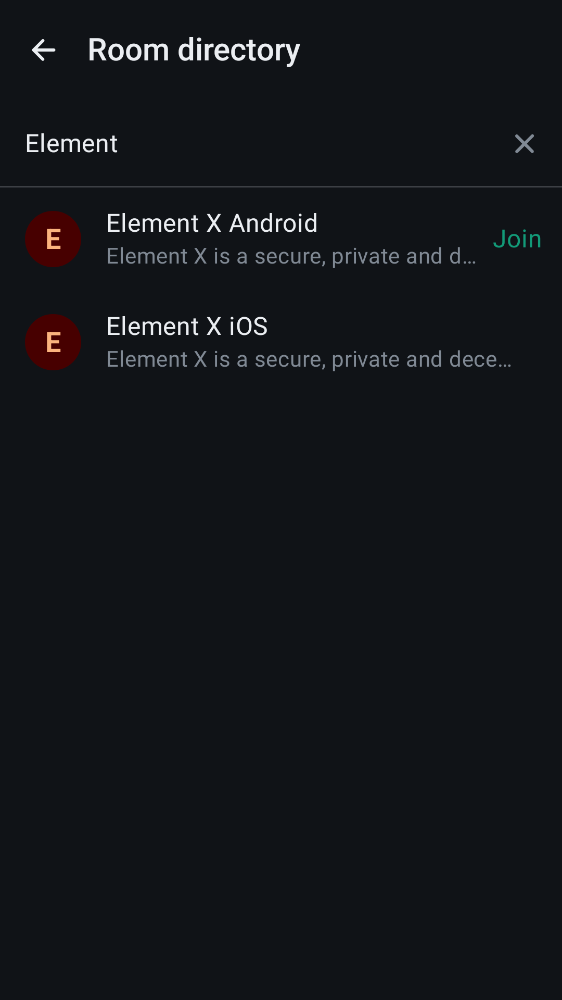 Room directory
Element
E
Element X Android
Element X is a secure, private and d…
Join
E
Element X iOS
Element X is a secure, private and dece…